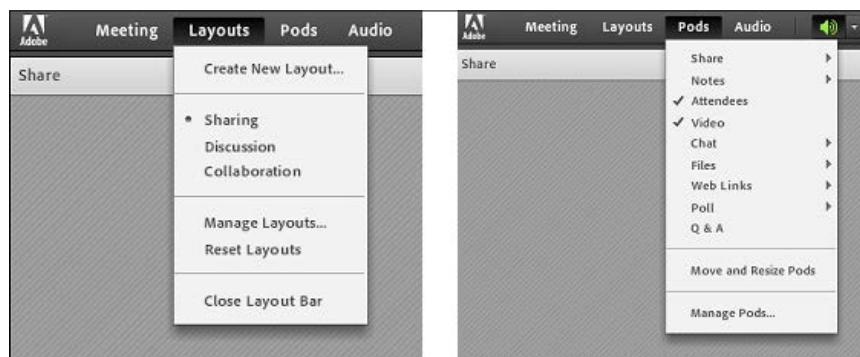 Adobe Meeting Layouts Pods Audio
Share
Create New Layout...
Sharing
Discussion
Collaboration
Manage Layouts...
Reset Layouts
Close Layout Bar
Adobe Meeting Layouts Pods Audio
Share
Share
Notes
Attendees
Video
Chat
Files
Web Links
Poll
Q & A
Move and Resize Pods
Manage Pods...